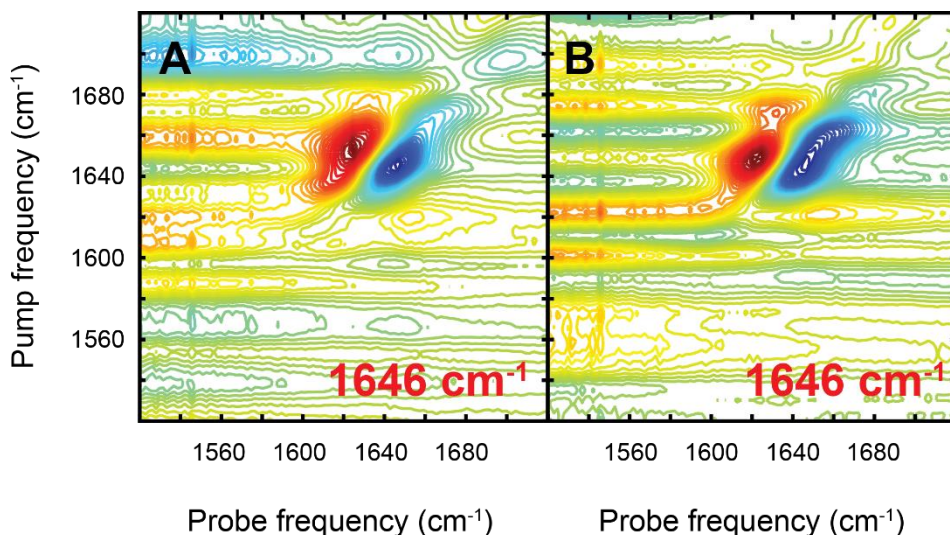 A
B
Pump frequency (cm-1)
1680
1640
1600
1560
1646 cm-1
1646 cm-1
1560 1600 1640 1680
1560 1600 1640 1680
Probe frequency (cm-1)
Probe frequency (cm-1)